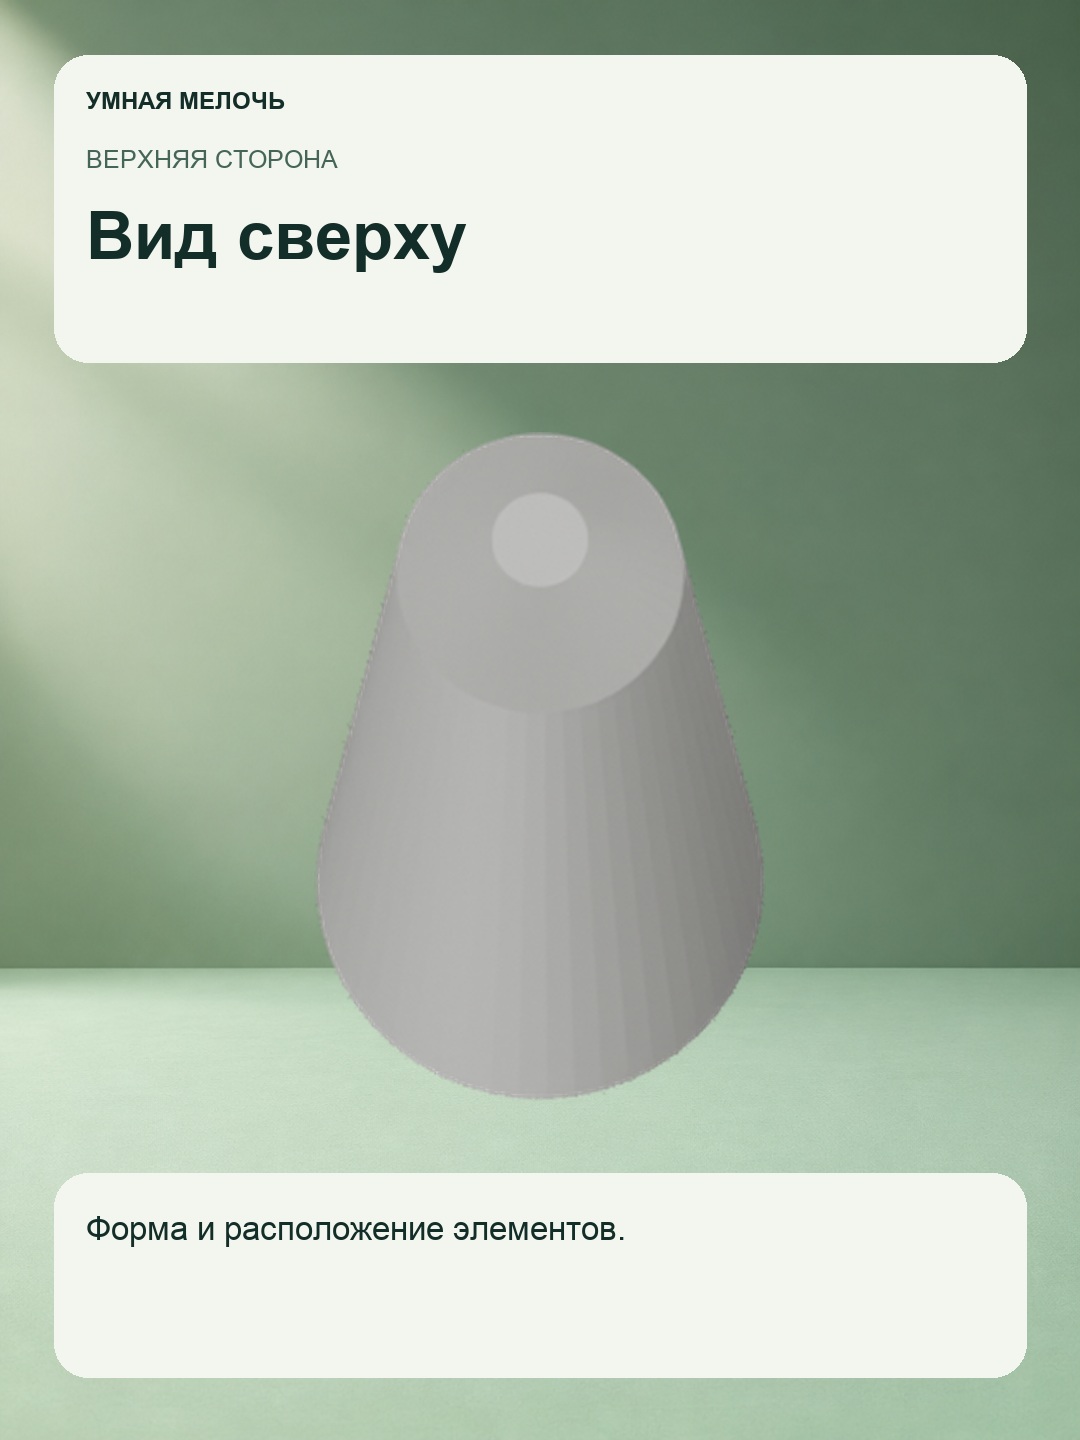 УМНАЯ МЕЛОЧЬ
ВЕРХНЯЯ СТОРОНА
Вид сверху
Форма и расположение элементов.